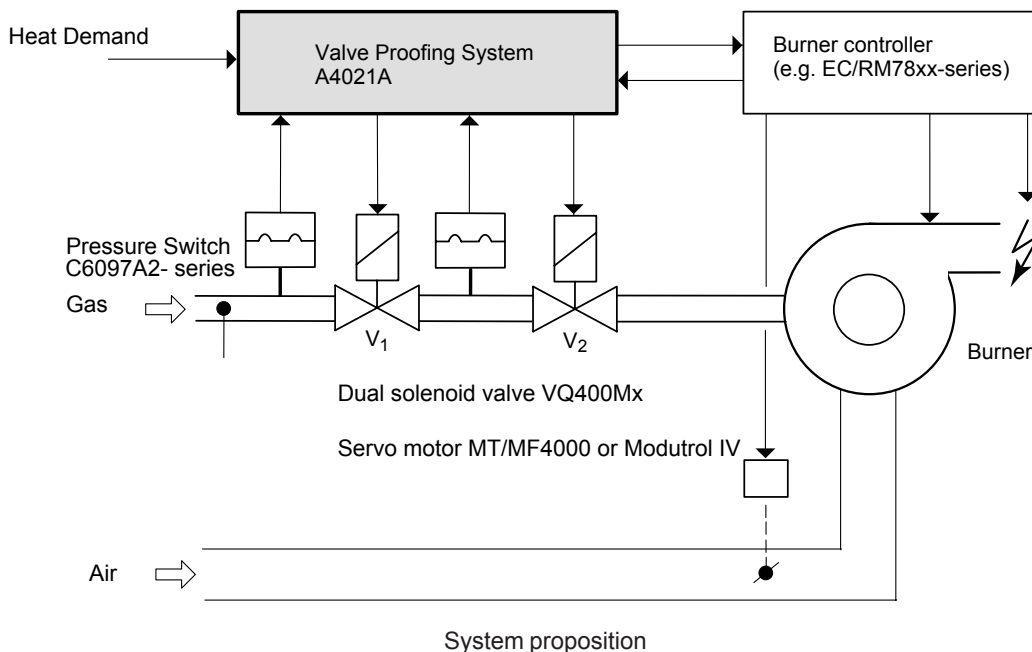 Heat Demand
Valve Proofing System
A4021A
Burner controller
(e.g. EC/RM78xx-series)
Pressure Switch
C6097A2- series
Gas
V1
V2
Burner
Dual solenoid valve VQ400Mx
Servo motor MT/MF4000 or Modutrol IV
Air
System proposition